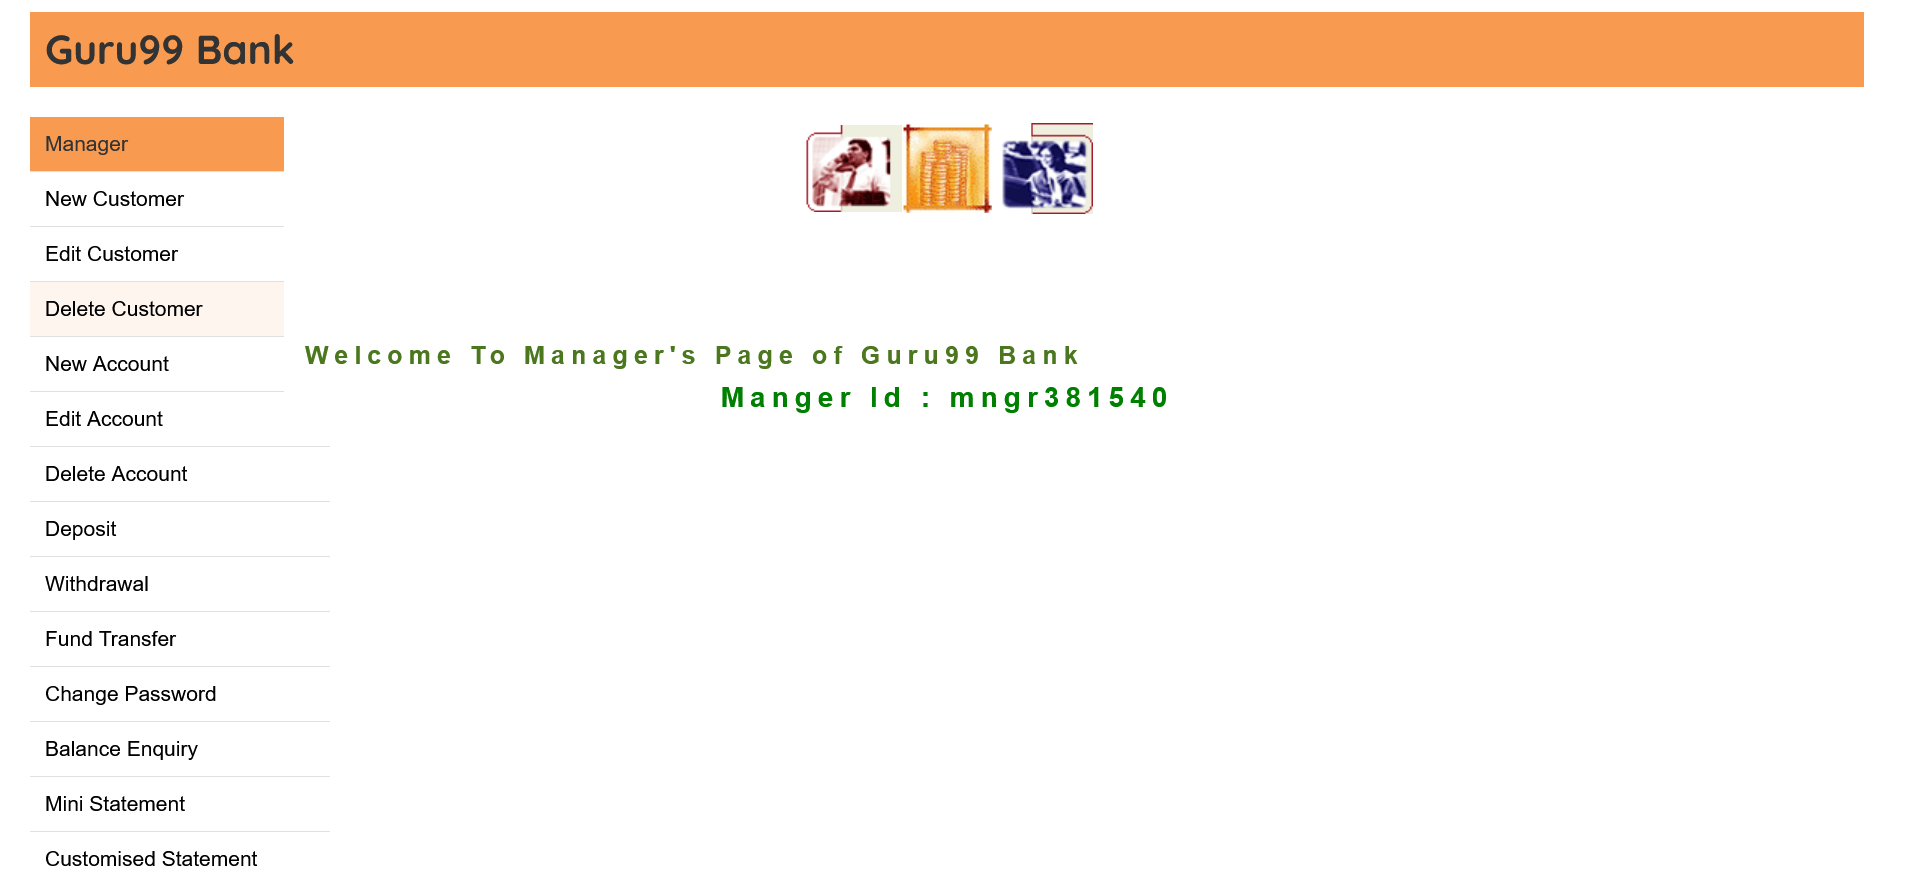 Guru99 Bank
Manager
New Customer
Edit Customer
Delete Customer
New Account
Edit Account
Delete Account
Deposit
Withdrawal
Fund Transfer
Change Password
Balance Enquiry
Mini Statement
Customised Statement
Welcome To Manager's Page of Guru99 Bank
Manger Id : mngr381540